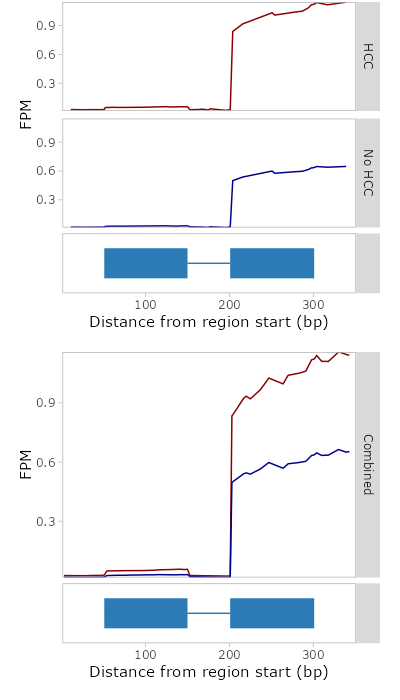 0.9
0.6
0.3
HCC
FPM
0.9
0.6
0.3
No HCC
100
200
300
Distance from region start (bp)
0.9
0.6
0.3
FPM
Combined
100
200
300
Distance from region start (bp)